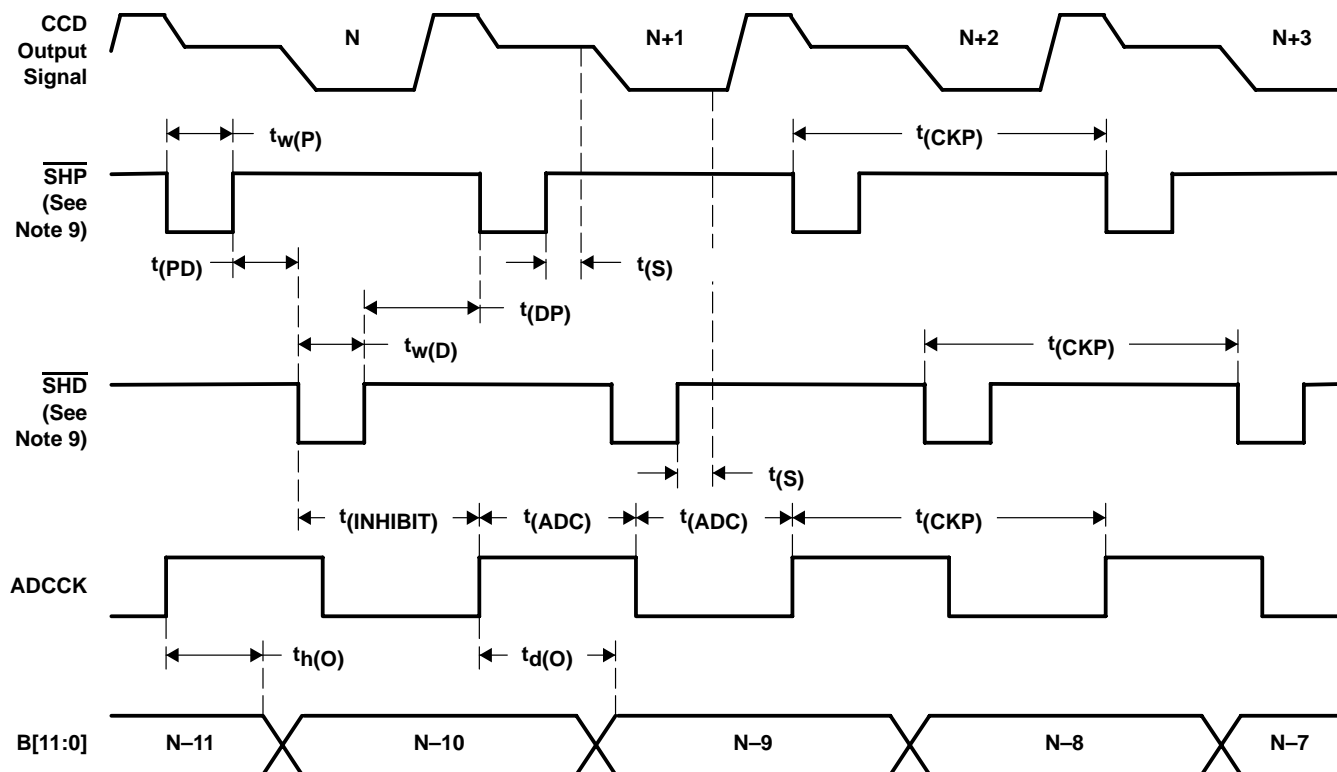 CCD
Output
Signal
N
N+1
N+2
N+3
tw(P)
t(CKP)
SHP
(See
Note 9)
t(PD)
t(S)
t(DP)
tw(D)
t(CKP)
SHD
(See
Note 9)
t(S)
t(INHIBIT)
t(ADC)
t(ADC)
t(CKP)
ADCCK
th(O)
td(O)
B[11:0]
N–11
N–10
N–9
N–8
N–7